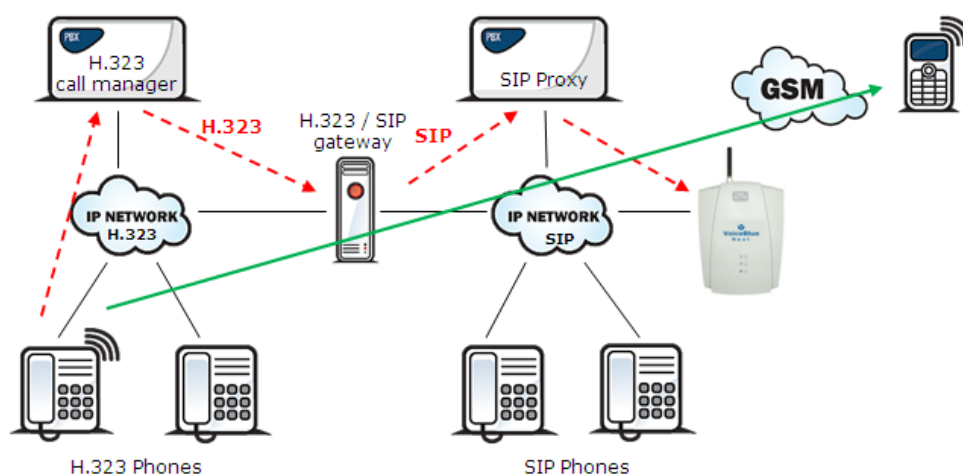 PBX
H.323
call manager
PBX
SIP Proxy
GSM
H.323
H.323 / SIP
gateway
SIP
IP NETWORK
H.323
IP NETWORK
SIP
VoiceBlue
Next
H.323 Phones
SIP Phones